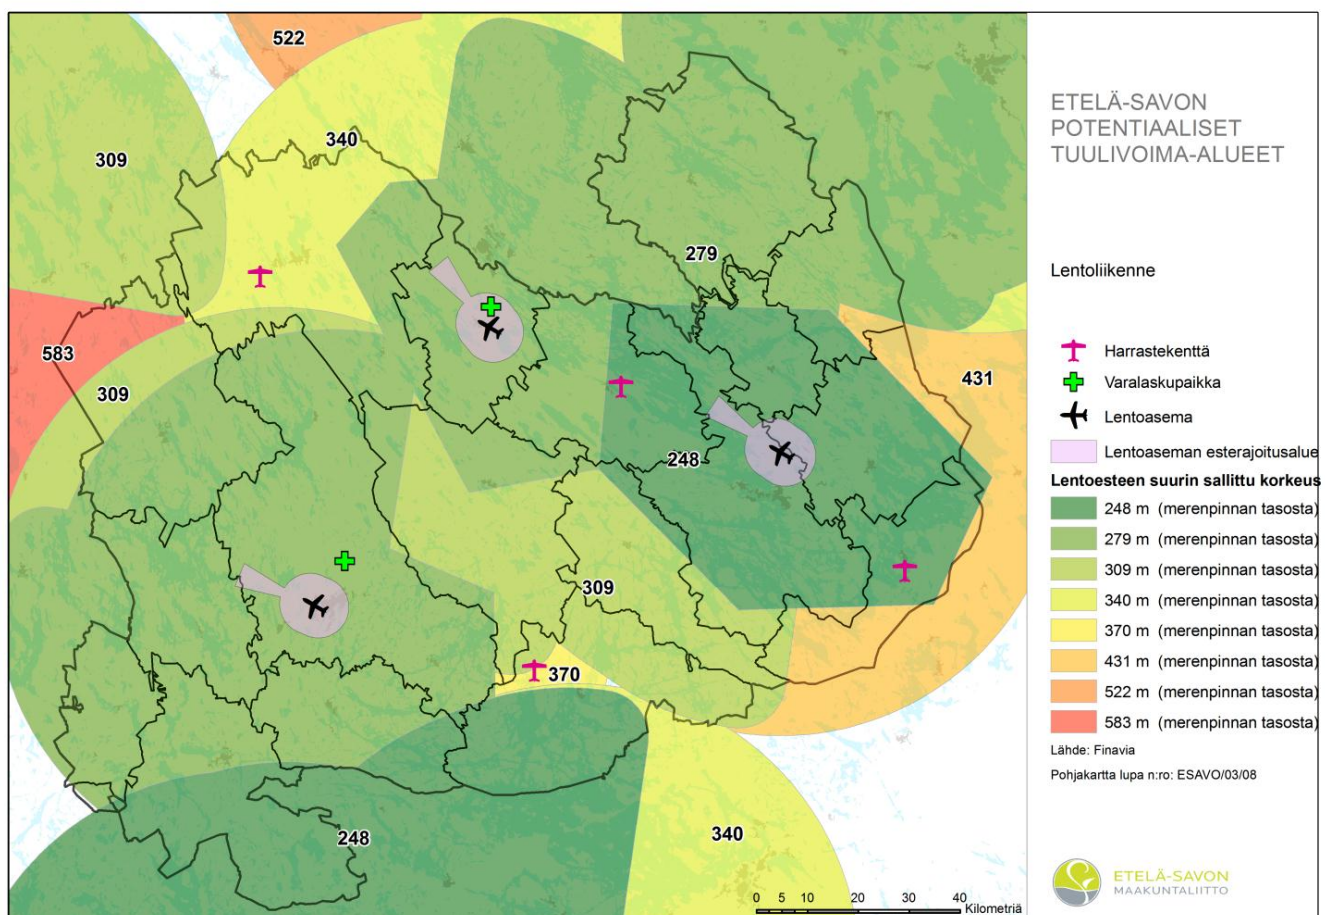 522
340
309
279
583
309
431
248
309
370
248
340
0 5 10 20 30 40
Kilometriä
ETELÄ-SAVON
POTENTIAALISET
TUULIVOIMA-ALUEET
Lentoliikenne
Harrastekenttä
Varalaskupaikka
Lentoasema
Lentoaseman esterajoitusalue
Lentoesteen suurin sallittu korkeus
248 m (merenpinnan tasosta)
279 m (merenpinnan tasosta)
309 m (merenpinnan tasosta)
340 m (merenpinnan tasosta)
370 m (merenpinnan tasosta)
431 m (merenpinnan tasosta)
522 m (merenpinnan tasosta)
583 m (merenpinnan tasosta)
Lähde: Finavia
Pohjakartta lupa n:ro: ESAVO/03/08
ETELÄ-SAVON
MAAKUNTALIITTO